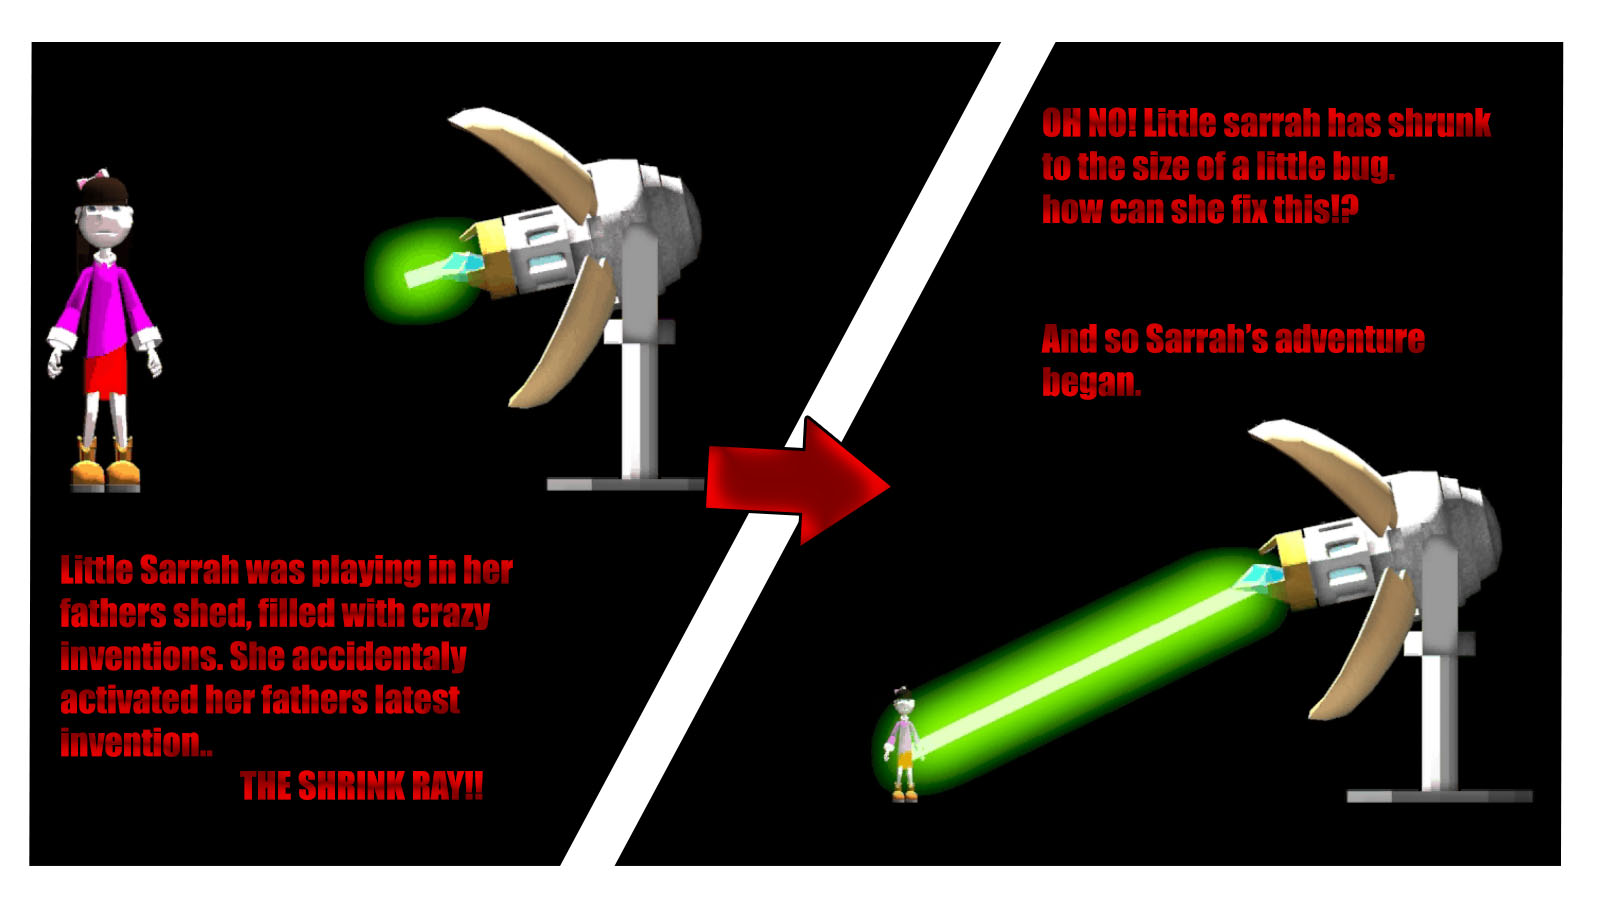 Little Sarrah was playing in her
fathers shed, filled with crazy
inventions. She accidentaly
activated her fathers latest
invention..
THE SHRINK RAY!!
OH NO! Little sarrah has shrunk
to the size of a little bug.
how can she fix this!?
And so Sarrah's adventure
began.